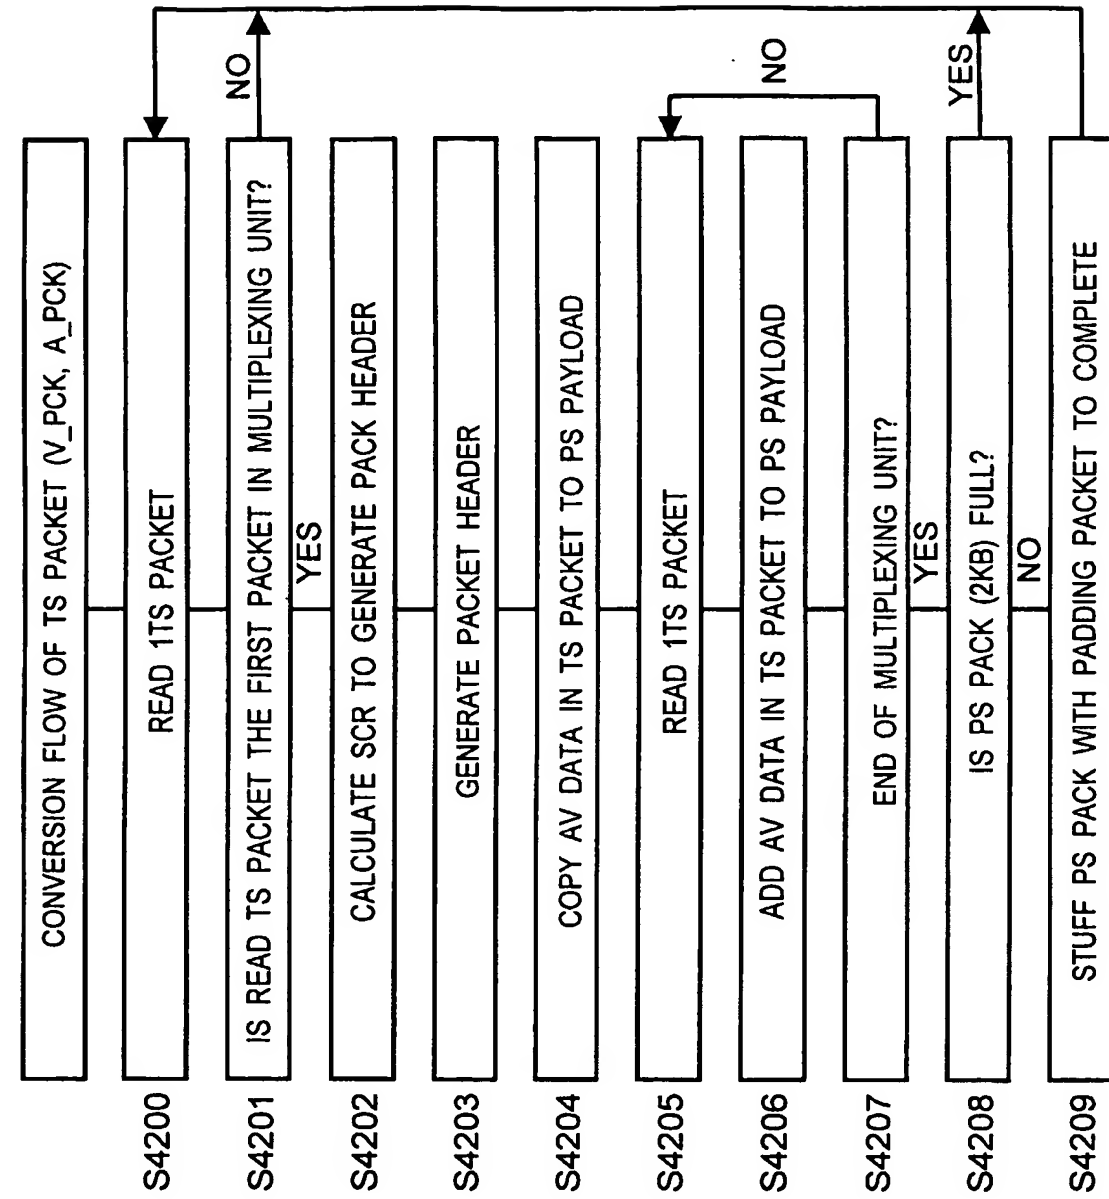 CONVERSION FLOW OF TS PACKET (V_PCK, A_PCK)
S4200
READ 1TS PACKET
S4201
IS READ TS PACKET THE FIRST PACKET IN MULTIPLEXING UNIT?
NO
YES
S4202
CALCULATE SCR TO GENERATE PACK HEADER
S4203
GENERATE PACKET HEADER
S4204
COPY AV DATA IN TS PACKET TO PS PAYLOAD
S4205
READ 1TS PACKET
S4206
ADD AV DATA IN TS PACKET TO PS PAYLOAD
NO
S4207
END OF MULTIPLEXING UNIT?
YES
S4208
IS PS PACK (2KB) FULL?
YES
NO
S4209
STUFF PS PACK WITH PADDING PACKET TO COMPLETE